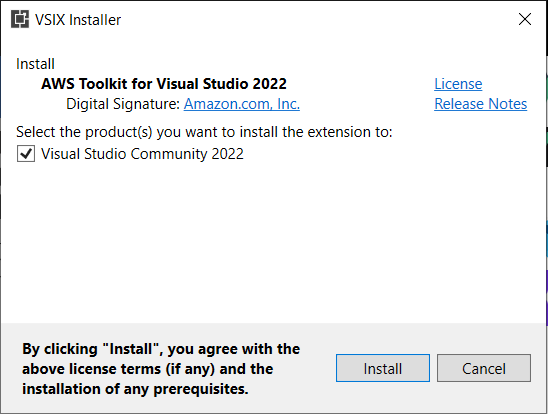 VSIX Installer
Install
AWS Toolkit for Visual Studio 2022 License
Digital Signature: Amazon.com, Inc. Release Notes
Select the product(s) you want to install the extension to:
Visual Studio Community 2022
By clicking "Install", you agree with the
above license terms (if any) and the
installation of any prerequisites.
Install Cancel